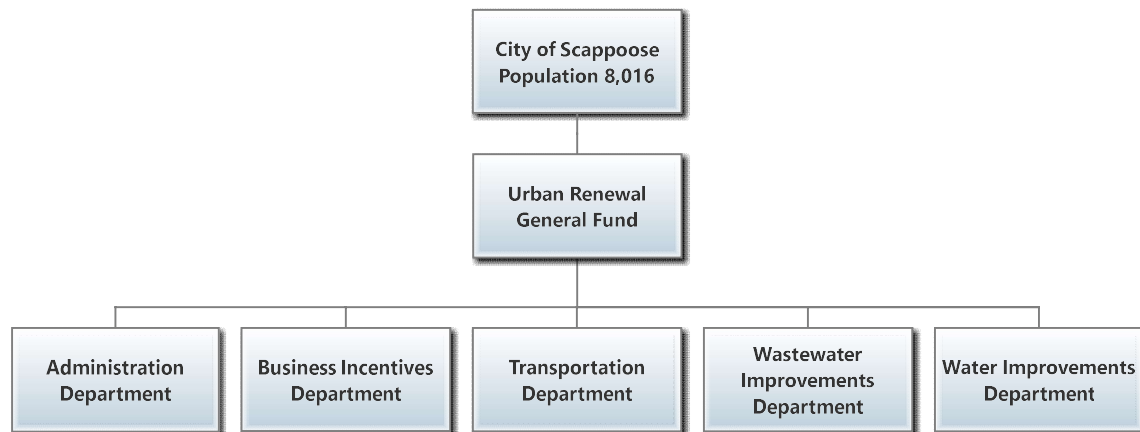 City of Scappoose
Population 8,016
Urban Renewal
General Fund
Administration
Department
Business Incentives
Department
Transportation
Department
Wastewater
Improvements
Department
Water Improvements
Department